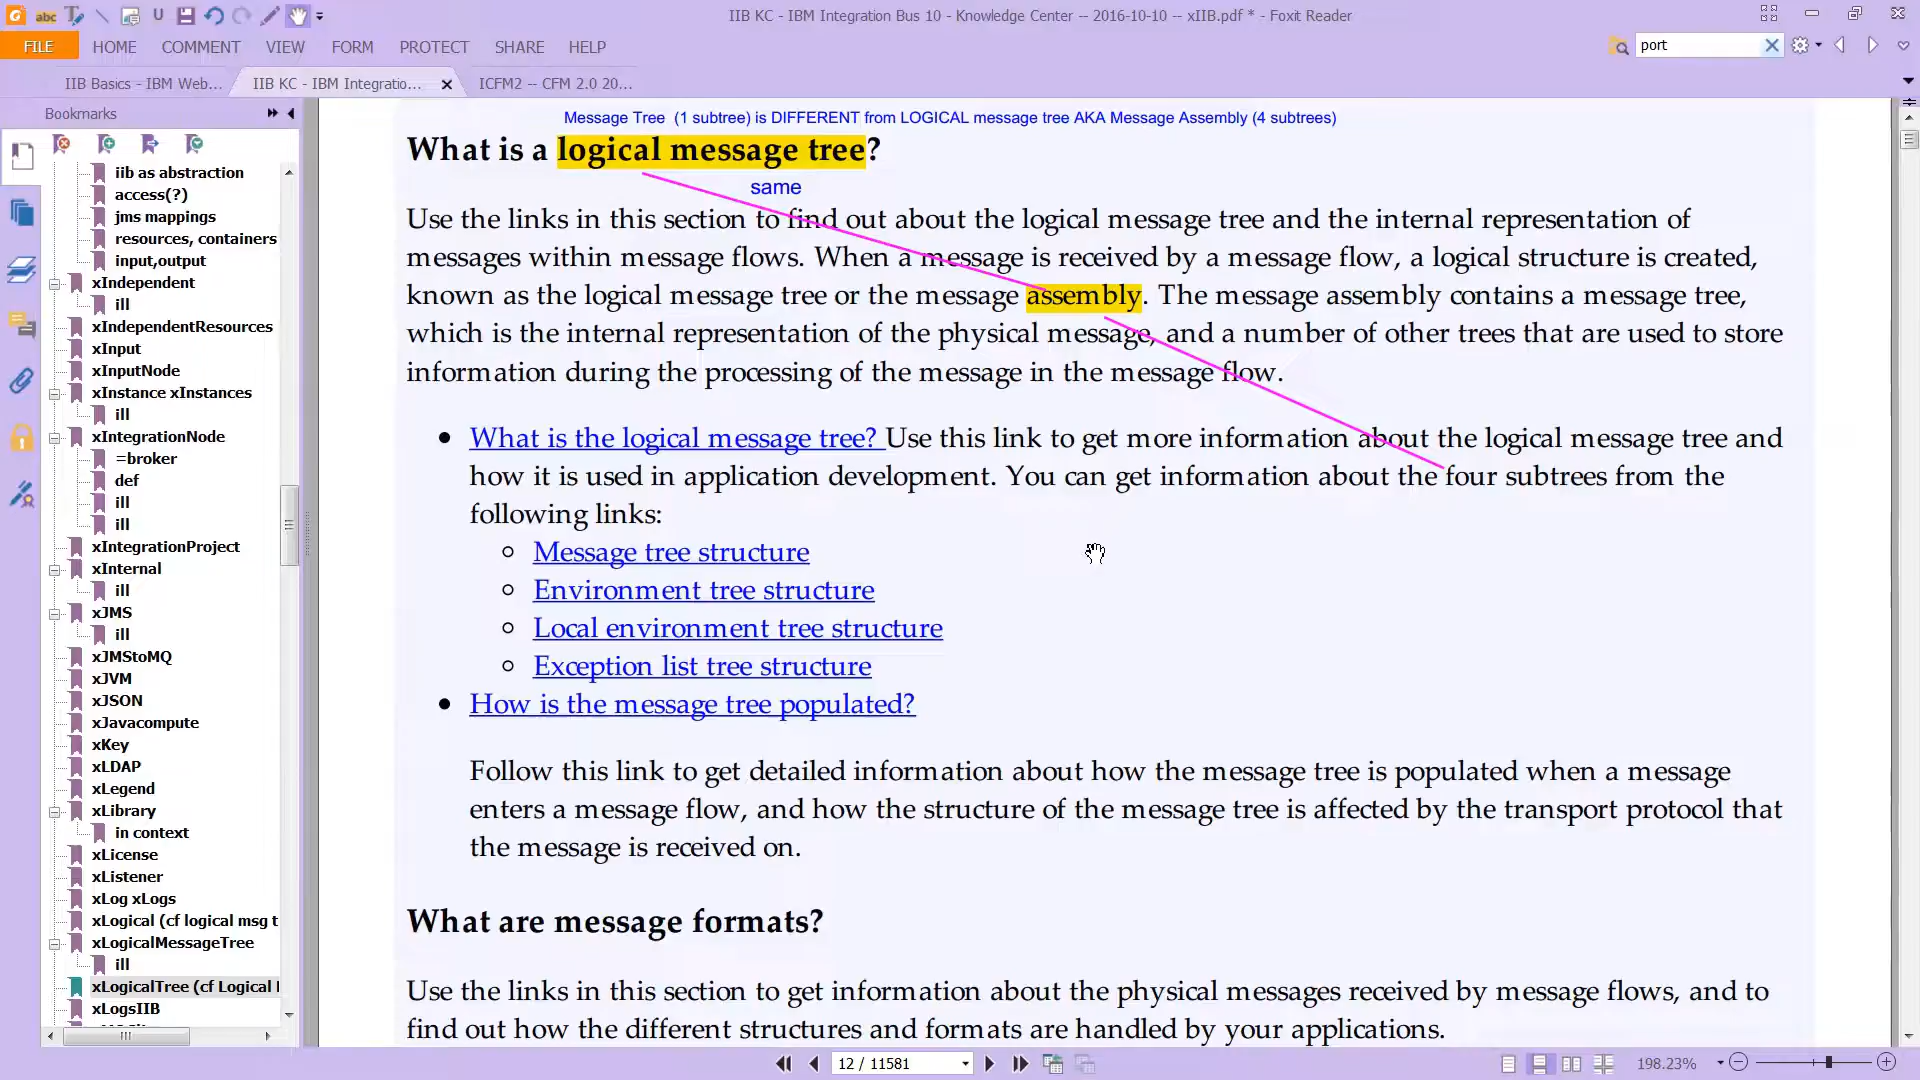 IIB KC - IBM Integration Bus 10 - Knowledge Center -- 2016-10-10 -- xIIB.pdf * - Foxit Reader
FILE HOME COMMENT VIEW FORM PROTECT SHARE HELP
port
IIB Basics - IBM Web... IIB KC - IBM Integratio... ICFM2 -- CFM 2.0 20...
Bookmarks
iib as abstraction
access(?)
jms mappings
resources, containers
input,output
xIndependent
ill
xIndependentResources
xInput
xInputNode
xInstance xInstances
ill
xIntegrationNode
=broker
def
ill
ill
xIntegrationProject
xInternal
ill
xJMS
ill
xJMStoMQ
xJVM
xJSON
xJavacompute
xKey
xLDAP
xLegend
xLibrary
in context
xLicense
xListener
xLog xLogs
xLogical (cf logical msg t
xLogicalMessageTree
ill
xLogicalTree (cf Logical
xLogsIIB
Message Tree (1 subtree) is DIFFERENT from LOGICAL message tree AKA Message Assembly (4 subtrees)
What is a logical message tree?
same
Use the links in this section to find out about the logical message tree and the internal representation of
messages within message flows. When a message is received by a message flow, a logical structure is created,
known as the logical message tree or the message assembly. The message assembly contains a message tree,
which is the internal representation of the physical message, and a number of other trees that are used to store
information during the processing of the message in the message flow.
• What is the logical message tree? Use this link to get more information about the logical message tree and
how it is used in application development. You can get information about the four subtrees from the
following links:
Message tree structure
Environment tree structure
Local environment tree structure
Exception list tree structure
• How is the message tree populated?
Follow this link to get detailed information about how the message tree is populated when a message
enters a message flow, and how the structure of the message tree is affected by the transport protocol that
the message is received on.
What are message formats?
Use the links in this section to get information about the physical messages received by message flows, and to
find out how the different structures and formats are handled by your applications.
12 / 11581
198.23%